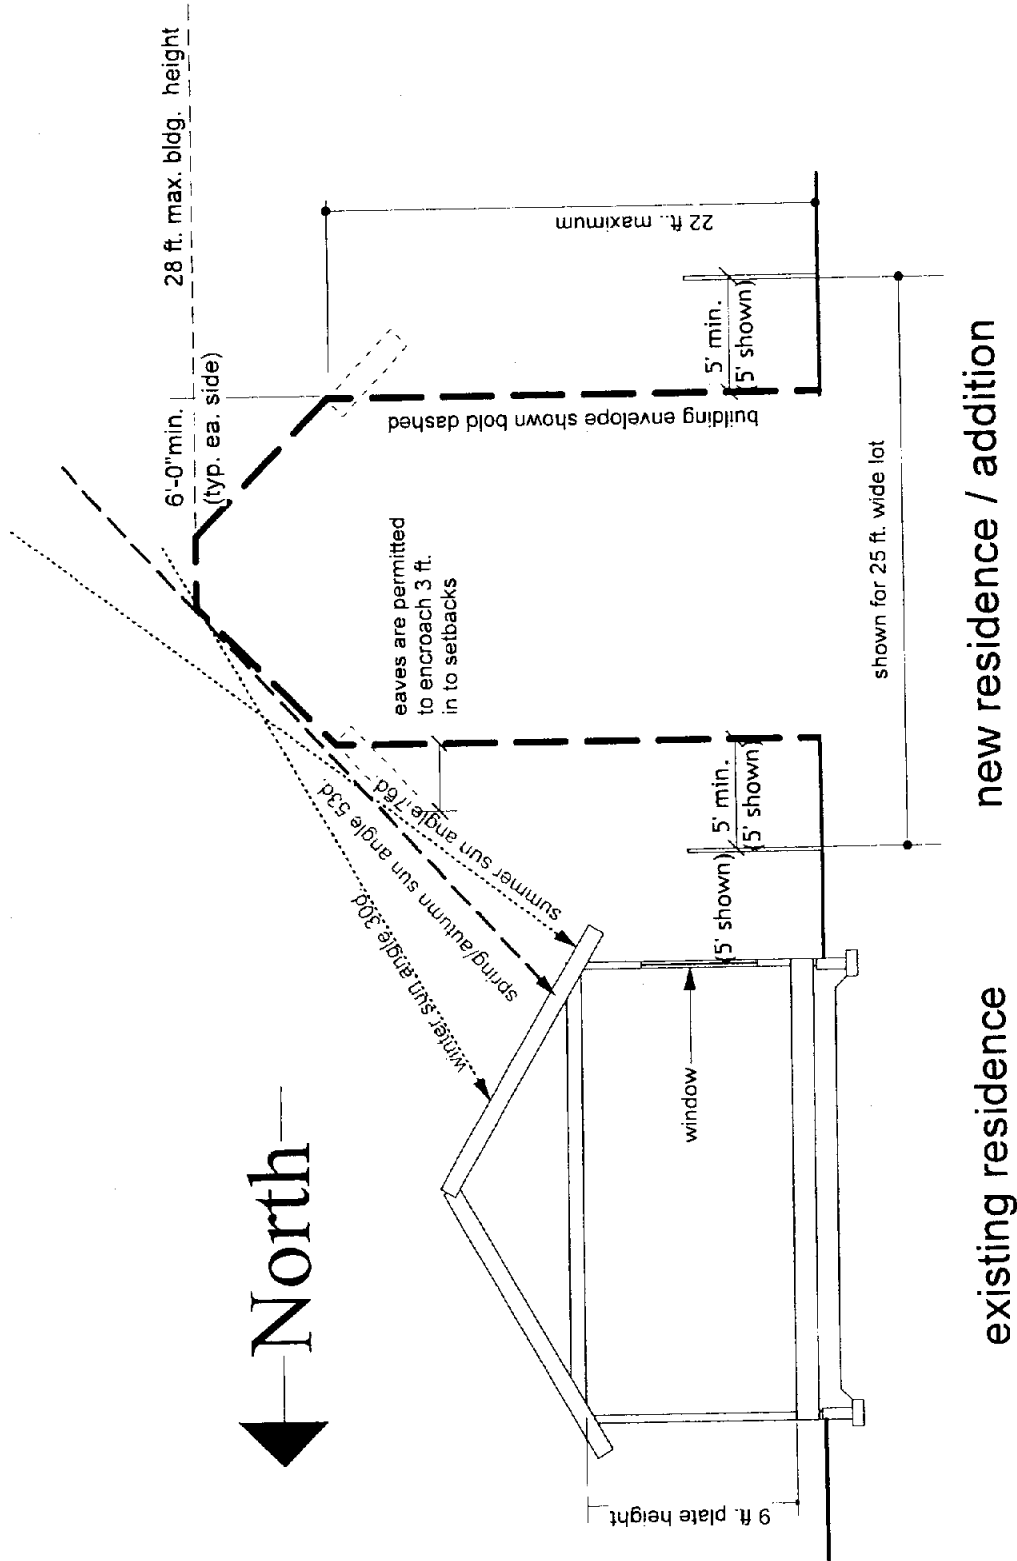 28 ft. max. bldg. height
6'-0"min.
(typ. ea. side)
22 ft.. maximum
5' min.
(5' shown)
building envelope shown bold dashed
eaves are permitted
to encroach 3 ft.
in to setbacks
shown for 25 ft. wide lot
5' min.
(5' shown)
(5' shown)
summer sun angle 76d
spring/autumn sun angle 53d
winter sun angle 30d
North
window
9 ft. plate height
existing residence
new residence / addition